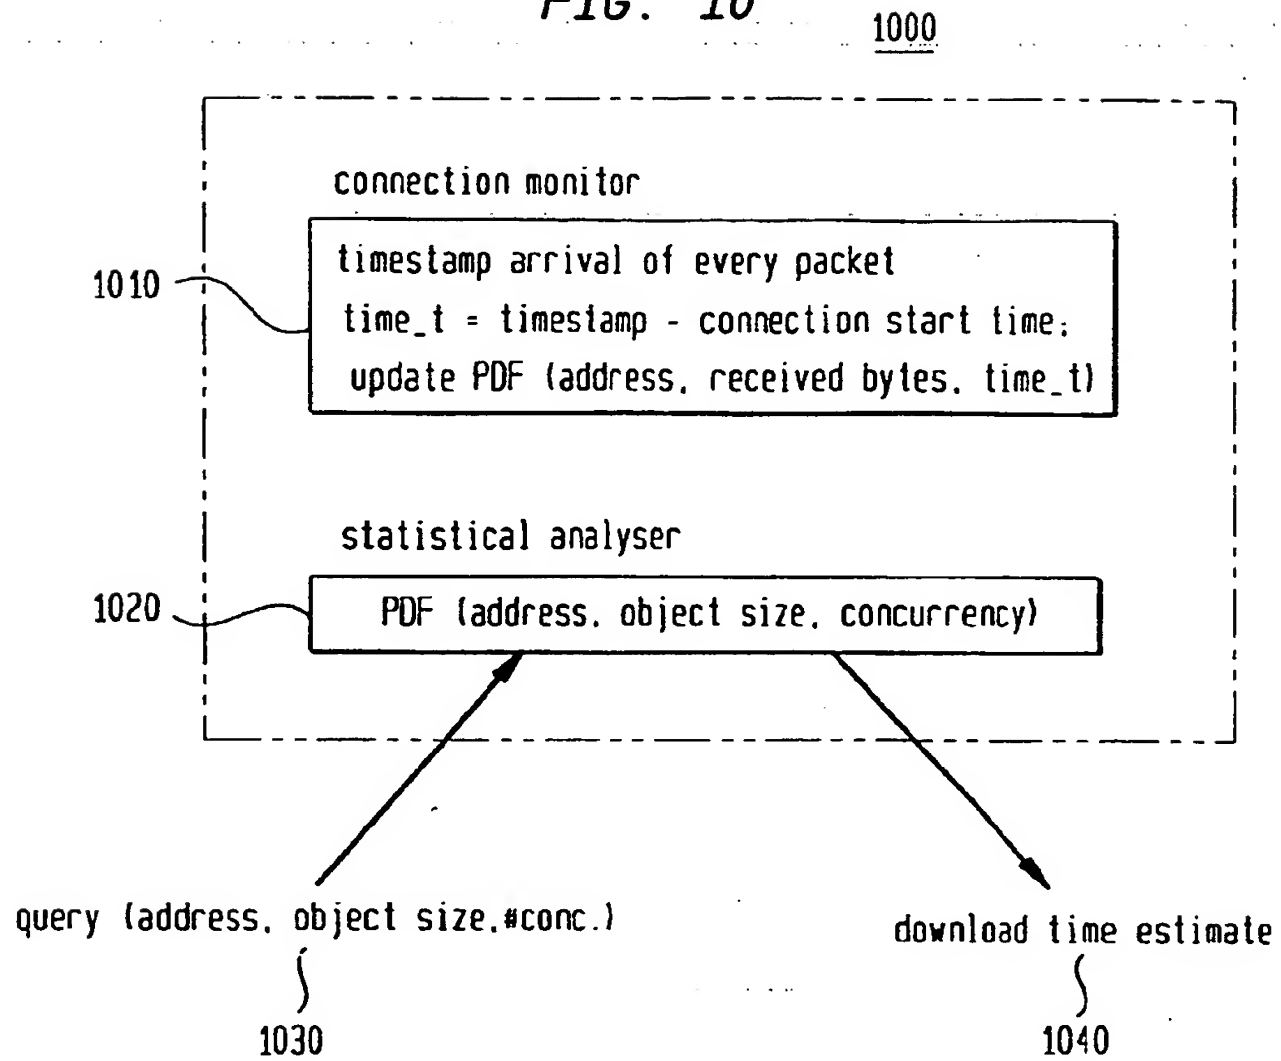 FIG. 10
1000
connection monitor
timestamp arrival of every packet
time_t = timestamp - connection start time;
update PDF (address, received bytes, time_t)
1010
statistical analyser
PDF (address, object size, concurrency)
1020
query (address, object size,#conc.)
download time estimate
1030
1040